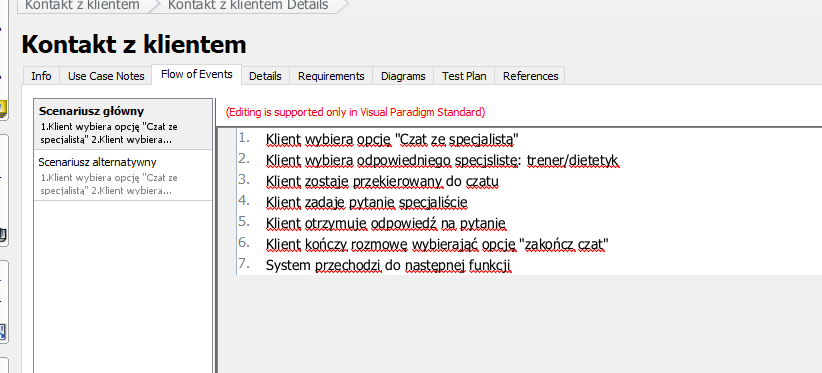 Kontakt z klientem
Kontakt z klientem Details
Kontakt z klientem
Info
Use Case Notes
Flow of Events
Details
Requirements
Diagrams
Test Plan
References
Scenariusz główny
1.Klient wybiera opcję "Czat ze
specjalistą" 2.Klient wybiera...
Scenariusz alternatywny
1.Klient wybiera opcję "Czat ze
specjalistą" 2.Klient wybiera...
(Editing is supported only in Visual Paradigm Standard)
1. Klient wybiera opcję "Czat ze specjalistą"
2. Klient wybiera odpowiedniego specjslistę: trener/dietetyk
3. Klient zostaje przekierowany do czatu
4. Klient zadaje pytanie specjaliście
5. Klient otrzymuje odpowiedź na pytanie
6. Klient kończy rozmowę wybierająć opcję "zakończ czat"
7. System przechodzi do następnej funkcji